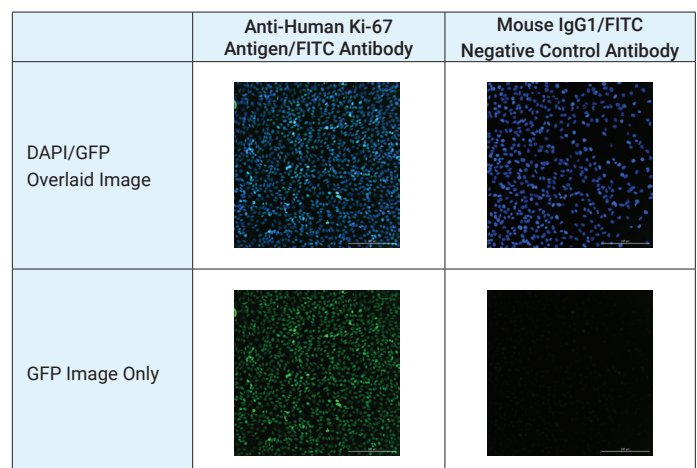 Anti-Human Ki-67
Antigen/FITC Antibody
Mouse IgG1/FITC
Negative Control Antibody
DAPI/GFP
Overlaid Image
GFP Image Only